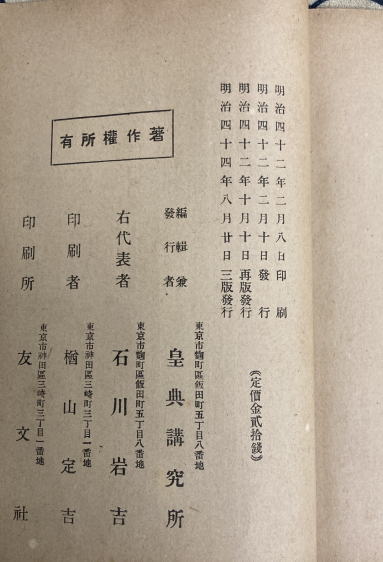 明治四十二年二月八日印刷
明治四十二年二月十日發行
明治四十二年十月十日再版發行
明治四十四年八月廿日三版發行
《定價金貳拾錢》
著作權所有
編輯兼
發行者
東京市麴町區飯田町五丁目八番地
皇典講究所
右代表者
東京市麴町區飯田町五丁目八番地
石川岩吉
印刷者
東京市神田區三崎町三丁目一番地
楢山定吉
印刷所
東京市神田區三崎町三丁目一番地
友文社